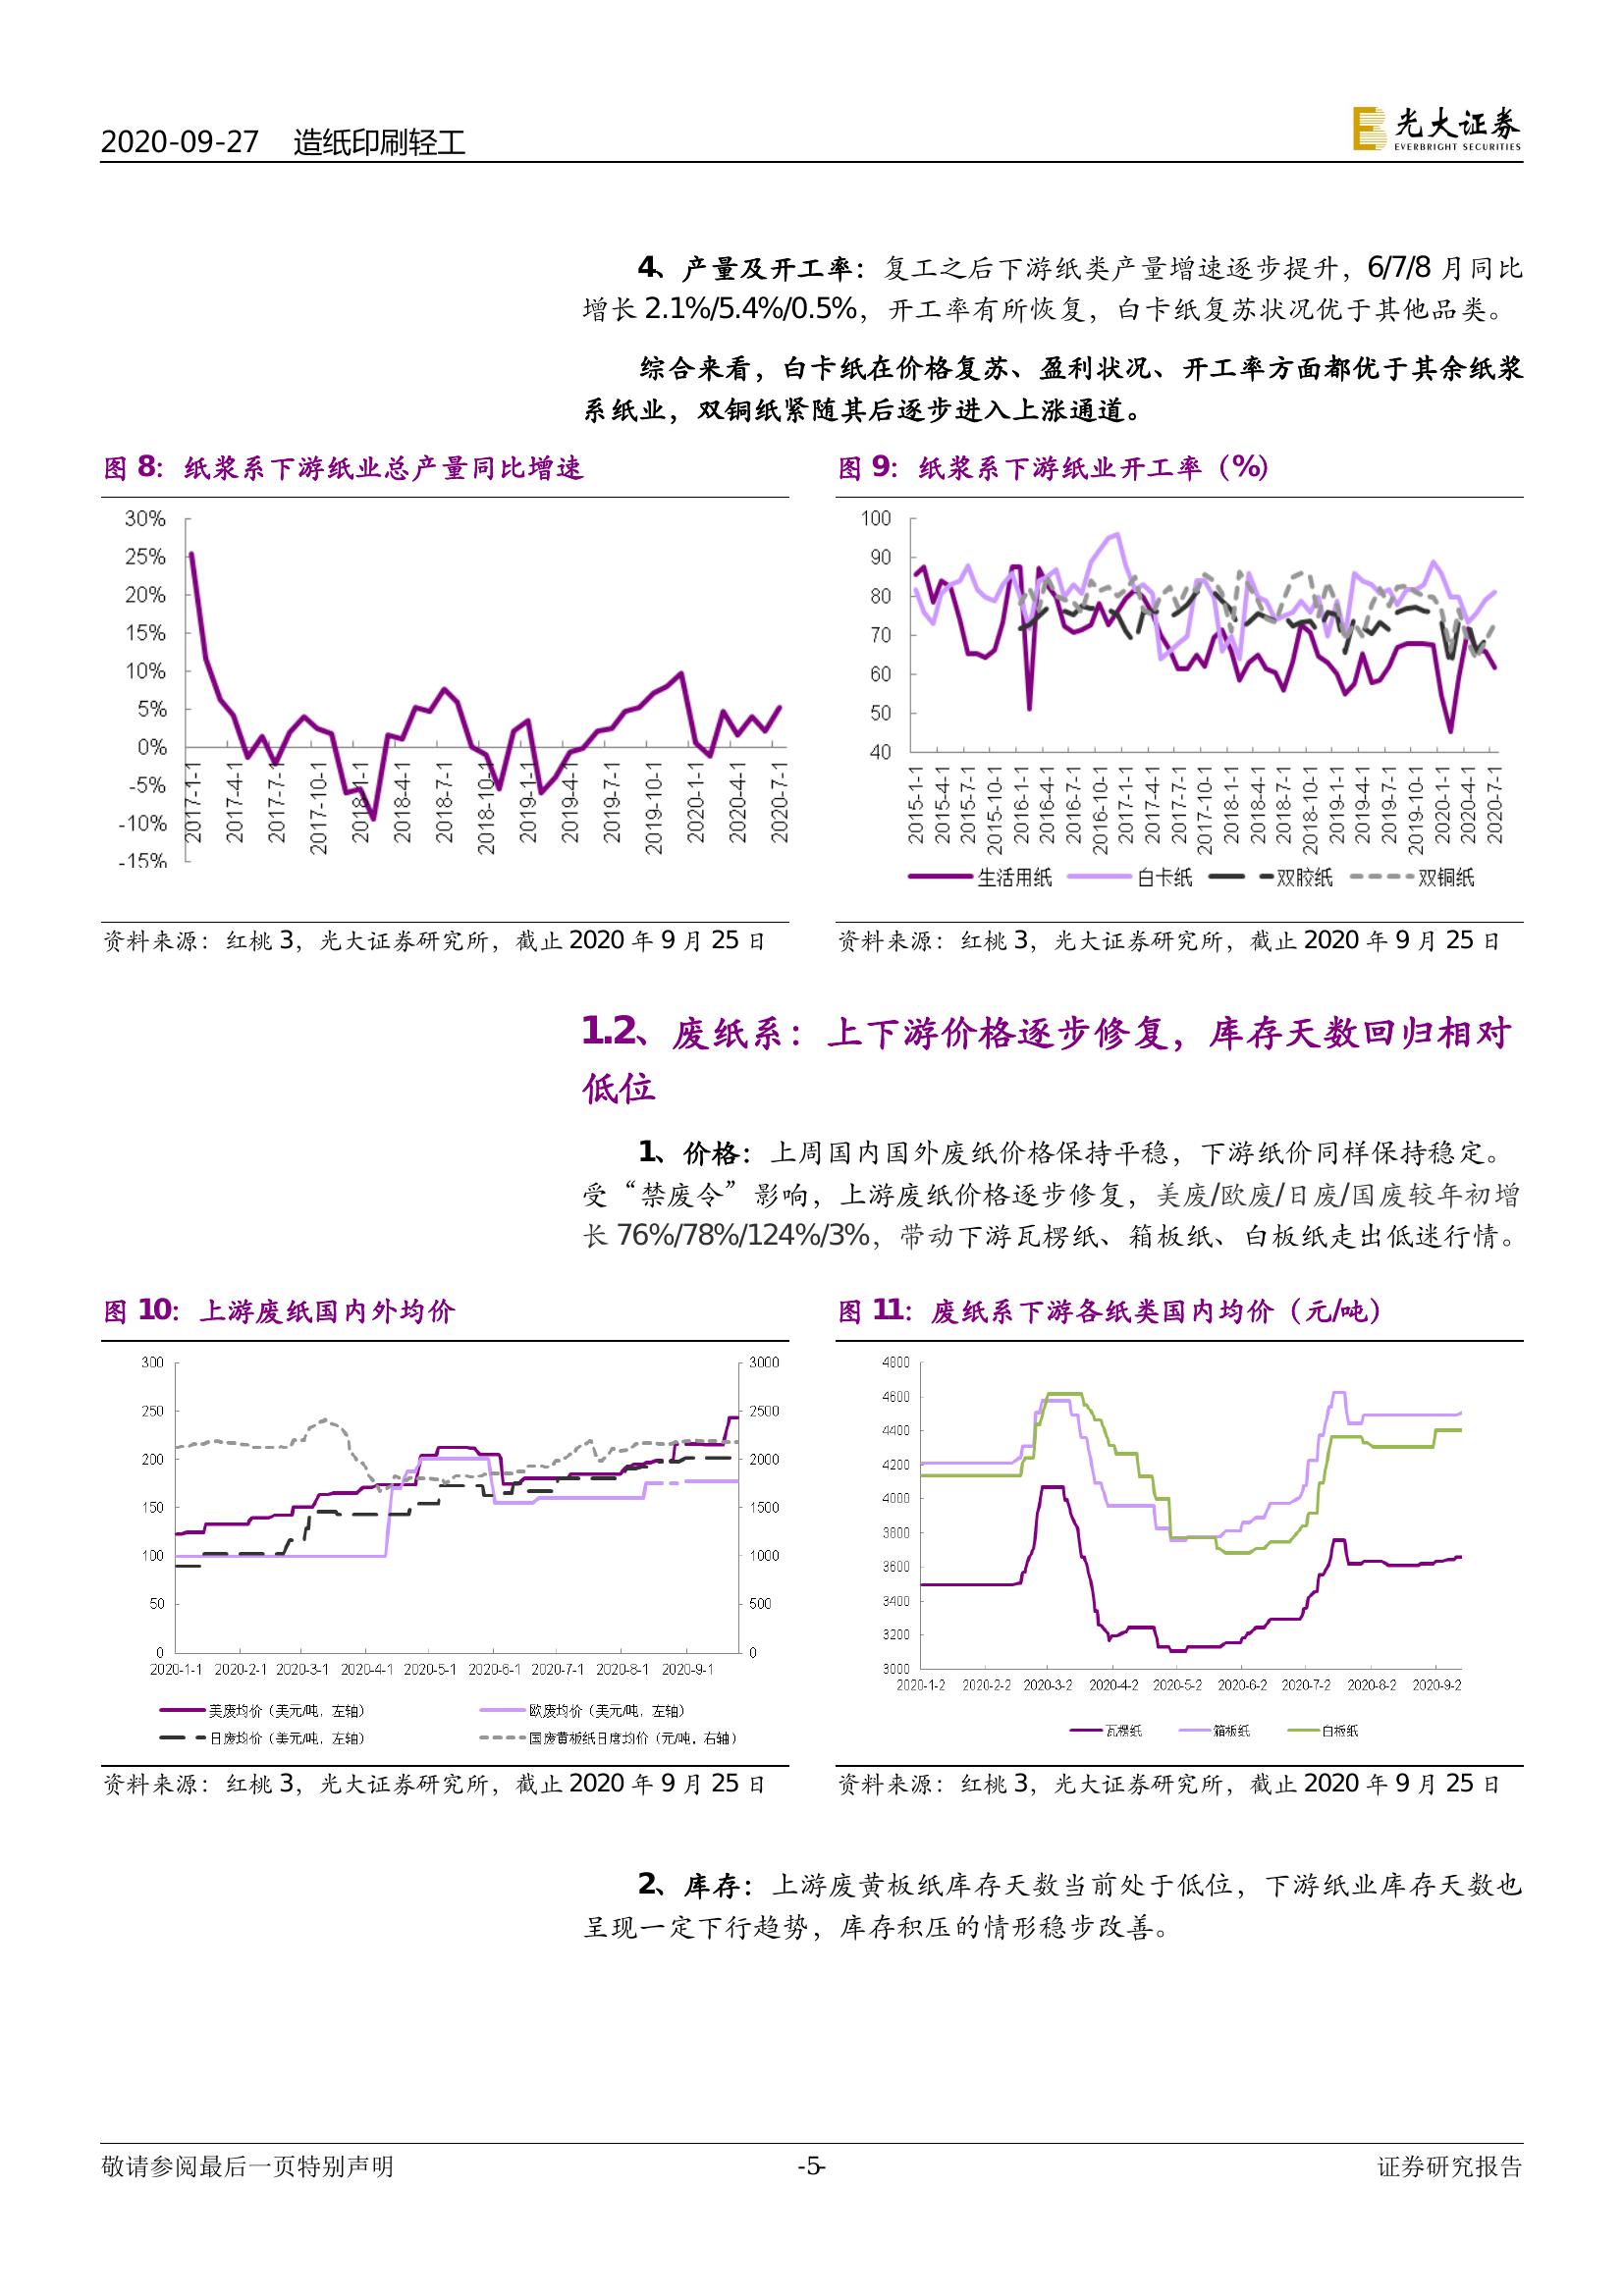 2020-09-27 造纸印刷轻工
光大证券
EVERBRIGHT SECURITIES
4、产量及开工率：复工之后下游纸类产量增速逐步提升，6/7/8 月同比
增长 2.1%/5.4%/0.5%，开工率有所恢复，白卡纸复苏状况优于其他品类。
综合来看，白卡纸在价格复苏、盈利状况、开工率方面都优于其余纸浆
系纸业，双铜纸紧随其后逐步进入上涨通道。
图 8：纸浆系下游纸业总产量同比增速
30%
25%
20%
15%
10%
5%
0%
-5%
-10%
-15%
2017-1-1
2017-4-1
2017-7-1
2017-10-1
2018-1-1
2018-4-1
2018-7-1
2018-10-1
2019-1-1
2019-4-1
2019-7-1
2019-10-1
2020-1-1
2020-4-1
2020-7-1
资料来源：红桃 3，光大证券研究所，截止 2020 年 9 月 25 日
图 9：纸浆系下游纸业开工率（%）
100
90
80
70
60
50
40
2015-1-1
2015-4-1
2015-7-1
2015-10-1
2016-1-1
2016-4-1
2016-7-1
2016-10-1
2017-1-1
2017-4-1
2017-7-1
2017-10-1
2018-1-1
2018-4-1
2018-7-1
2018-10-1
2019-1-1
2019-4-1
2019-7-1
2019-10-1
2020-1-1
2020-4-1
2020-7-1
生活用纸 白卡纸 双胶纸 双铜纸
资料来源：红桃 3，光大证券研究所，截止 2020 年 9 月 25 日
1.2、废纸系：上下游价格逐步修复，库存天数回归相对
低位
1、价格：上周国内国外废纸价格保持平稳，下游纸价同样保持稳定。
受“禁废令”影响，上游废纸价格逐步修复，美废/欧废/日废/国废较年初增
长 76%/78%/124%/3%，带动下游瓦楞纸、箱板纸、白板纸走出低迷行情。
图 10：上游废纸国内外均价
300
250
200
150
100
50
0
3000
2500
2000
1500
1000
500
0
2020-1-1 2020-2-1 2020-3-1 2020-4-1 2020-5-1 2020-6-1 2020-7-1 2020-8-1 2020-9-1
美废均价（美元/吨，左轴） 欧废均价（美元/吨，左轴）
日废均价（美元/吨，左轴） 国废黄板纸日度均价（元/吨，右轴）
资料来源：红桃 3，光大证券研究所，截止 2020 年 9 月 25 日
图 11：废纸系下游各纸类国内均价（元/吨）
4800
4600
4400
4200
4000
3800
3600
3400
3200
3000
2020-1-2 2020-2-2 2020-3-2 2020-4-2 2020-5-2 2020-6-2 2020-7-2 2020-8-2 2020-9-2
瓦楞纸 箱板纸 白板纸
资料来源：红桃 3，光大证券研究所，截止 2020 年 9 月 25 日
2、库存：上游废黄板纸库存天数当前处于低位，下游纸业库存天数也
呈现一定下行趋势，库存积压的情形稳步改善。
敬请参阅最后一页特别声明 -5- 证券研究报告